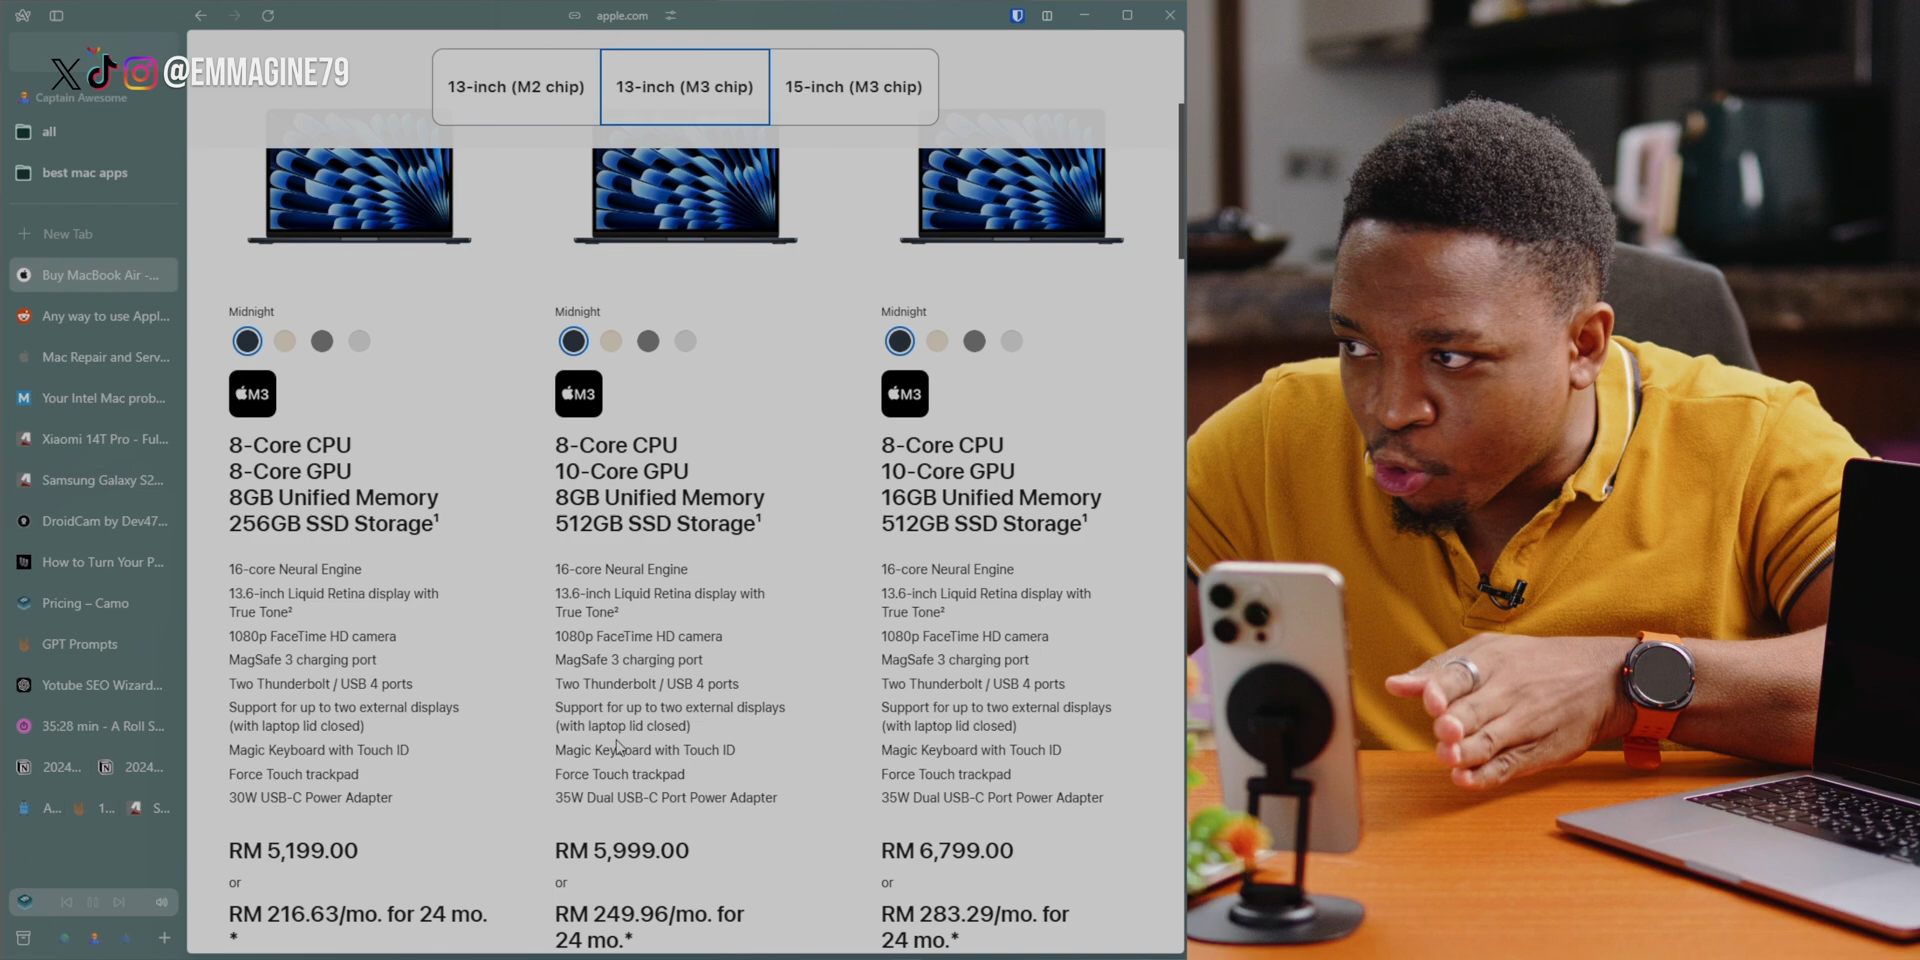 apple.com
@EMMAGINE79
Captain Awesome
all
best mac apps
New Tab
Buy MacBook Air -...
Any way to use Appl...
Mac Repair and Serv...
Your Intel Mac prob...
Xiaomi 14T Pro - Ful...
Samsung Galaxy S2...
DroidCam by Dev47...
How to Turn Your P...
Pricing – Camo
GPT Prompts
Yotube SEO Wizard...
35:28 min - A Roll S...
2024... 2024...
A... 1... S...
13-inch (M2 chip) 13-inch (M3 chip) 15-inch (M3 chip)
Midnight
M3
8-Core CPU
8-Core GPU
8GB Unified Memory
256GB SSD Storage¹
16-core Neural Engine
13.6-inch Liquid Retina display with
True Tone²
1080p FaceTime HD camera
MagSafe 3 charging port
Two Thunderbolt / USB 4 ports
Support for up to two external displays
(with laptop lid closed)
Magic Keyboard with Touch ID
Force Touch trackpad
30W USB-C Power Adapter
RM 5,199.00
or
RM 216.63/mo. for 24 mo.
*
Midnight
M3
8-Core CPU
10-Core GPU
8GB Unified Memory
512GB SSD Storage¹
16-core Neural Engine
13.6-inch Liquid Retina display with
True Tone²
1080p FaceTime HD camera
MagSafe 3 charging port
Two Thunderbolt / USB 4 ports
Support for up to two external displays
(with laptop lid closed)
Magic Keyboard with Touch ID
Force Touch trackpad
35W Dual USB-C Port Power Adapter
RM 5,999.00
or
RM 249.96/mo. for
24 mo.*
Midnight
M3
8-Core CPU
10-Core GPU
16GB Unified Memory
512GB SSD Storage¹
16-core Neural Engine
13.6-inch Liquid Retina display with
True Tone²
1080p FaceTime HD camera
MagSafe 3 charging port
Two Thunderbolt / USB 4 ports
Support for up to two external displays
(with laptop lid closed)
Magic Keyboard with Touch ID
Force Touch trackpad
35W Dual USB-C Port Power Adapter
RM 6,799.00
or
RM 283.29/mo. for
24 mo.*